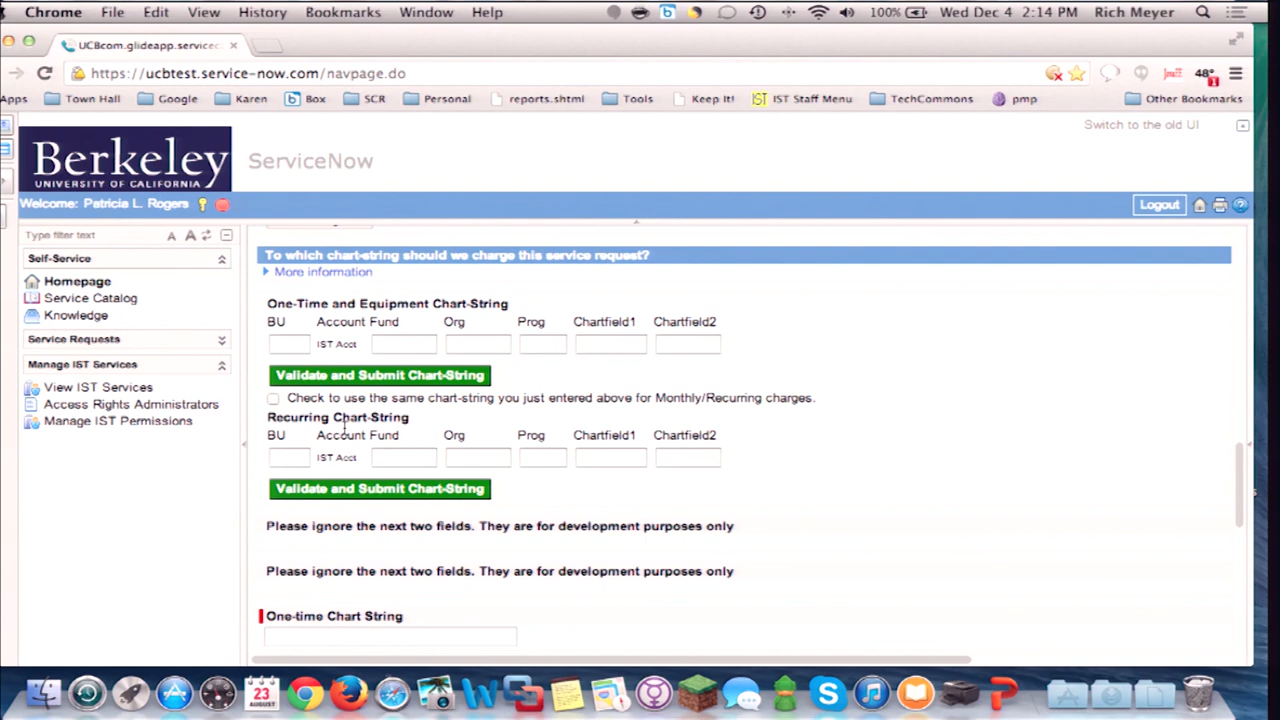 Chrome File Edit View History Bookmarks Window Help 100% Wed Dec 4 2:14 PM Rich Meyer
UCBcom.glideapp.servicec
https://ucbtest.service-now.com/navpage.do 48°
Apps Town Hall Google Karen Box SCR Personal reports.shtml Tools Keep It! IST IST Staff Menu TechCommons pmp Other Bookmarks
Switch to the old UI
Berkeley ServiceNow
UNIVERSITY OF CALIFORNIA
Welcome: Patricia L. Rogers Logout
Type filter text
Self-Service
Homepage
Service Catalog
Knowledge
Service Requests
Manage IST Services
View IST Services
Access Rights Administrators
Manage IST Permissions
To which chart-string should we charge this service request?
More information
One-Time and Equipment Chart-String
BU Account Fund Org Prog Chartfield1 Chartfield2
IST Acct
Validate and Submit Chart-String
Check to use the same chart-string you just entered above for Monthly/Recurring charges.
Recurring Chart-String
BU Account Fund Org Prog Chartfield1 Chartfield2
IST Acct
Validate and Submit Chart-String
Please ignore the next two fields. They are for development purposes only
Please ignore the next two fields. They are for development purposes only
One-time Chart String
23
AUGUST